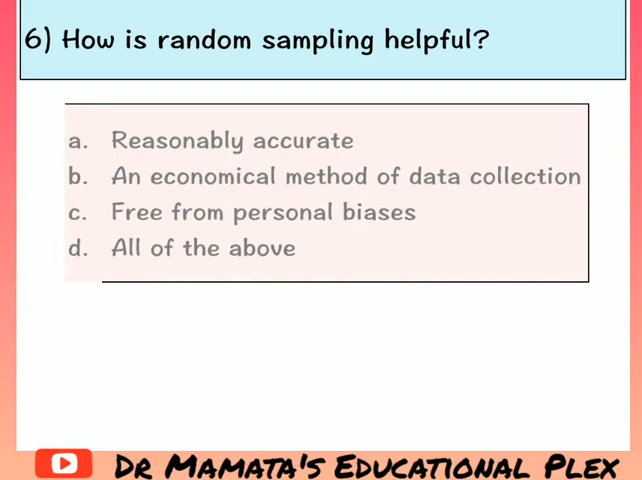 6) How is random sampling helpful?
a. Reasonably accurate
b. An economical method of data collection
c. Free from personal biases
d. All of the above
Dr Mamata's Educational Plex